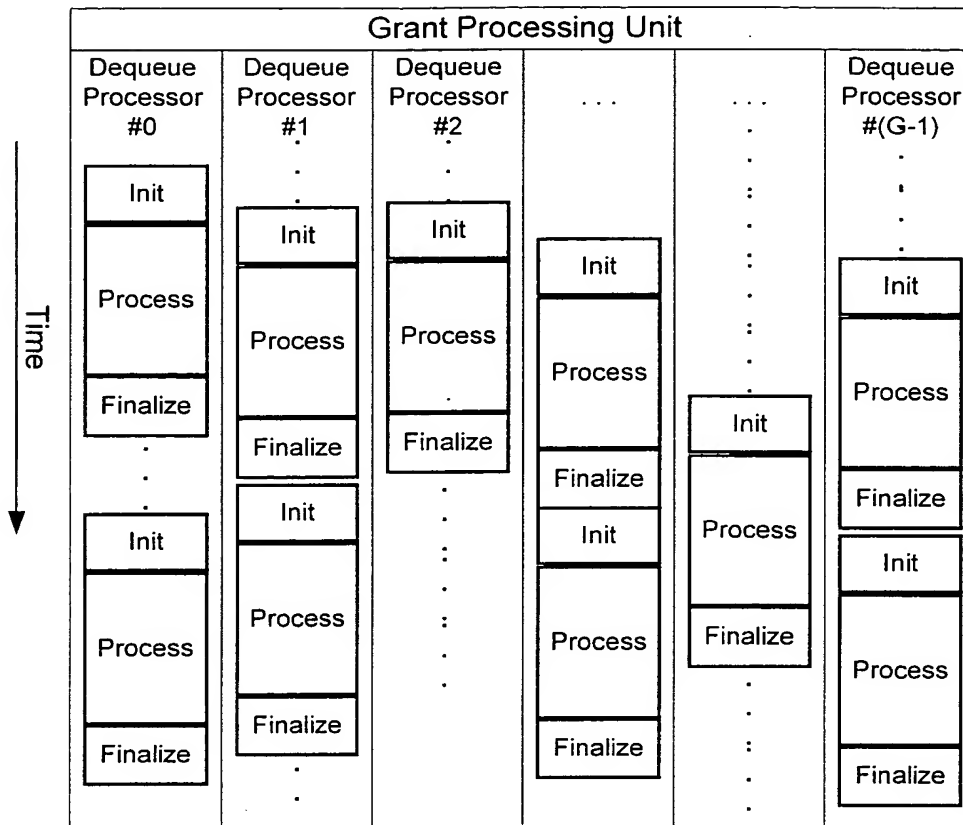 Grant Processing Unit
Dequeue
Processor
#0
Dequeue
Processor
#1
Dequeue
Processor
#2
. . .
. . .
Dequeue
Processor
#(G-1)
Time
Init
Process
Finalize
Init
Process
Finalize
Init
Process
Finalize
Init
Process
Finalize
Init
Process
Finalize
Init
Process
Finalize
Init
Process
Finalize
Init
Process
Finalize
Init
Process
Finalize
Init
Process
Finalize